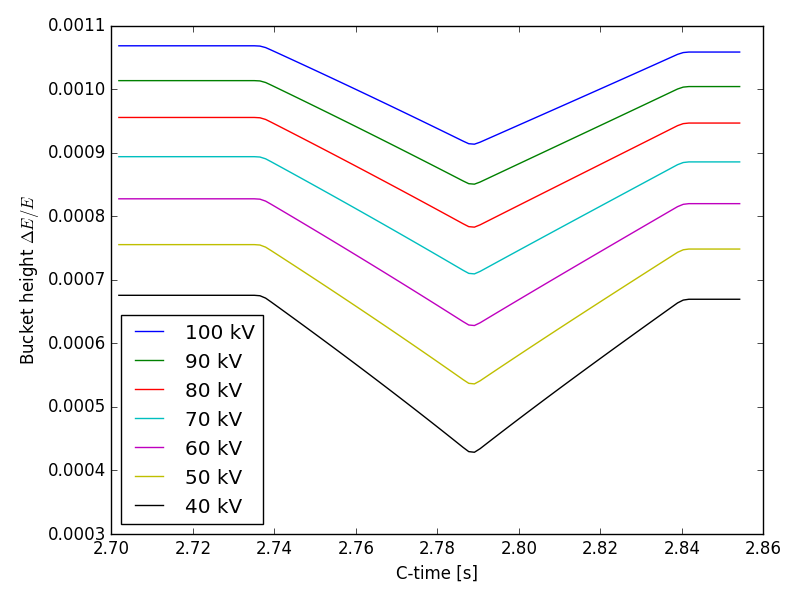 0.0011
0.0010
0.0009
0.0008
0.0007
0.0006
0.0005
0.0004
0.0003
Bucket height ΔE/E
100 kV
90 kV
80 kV
70 kV
60 kV
50 kV
40 kV
2.70 2.72 2.74 2.76 2.78 2.80 2.82 2.84 2.86
C-time [s]